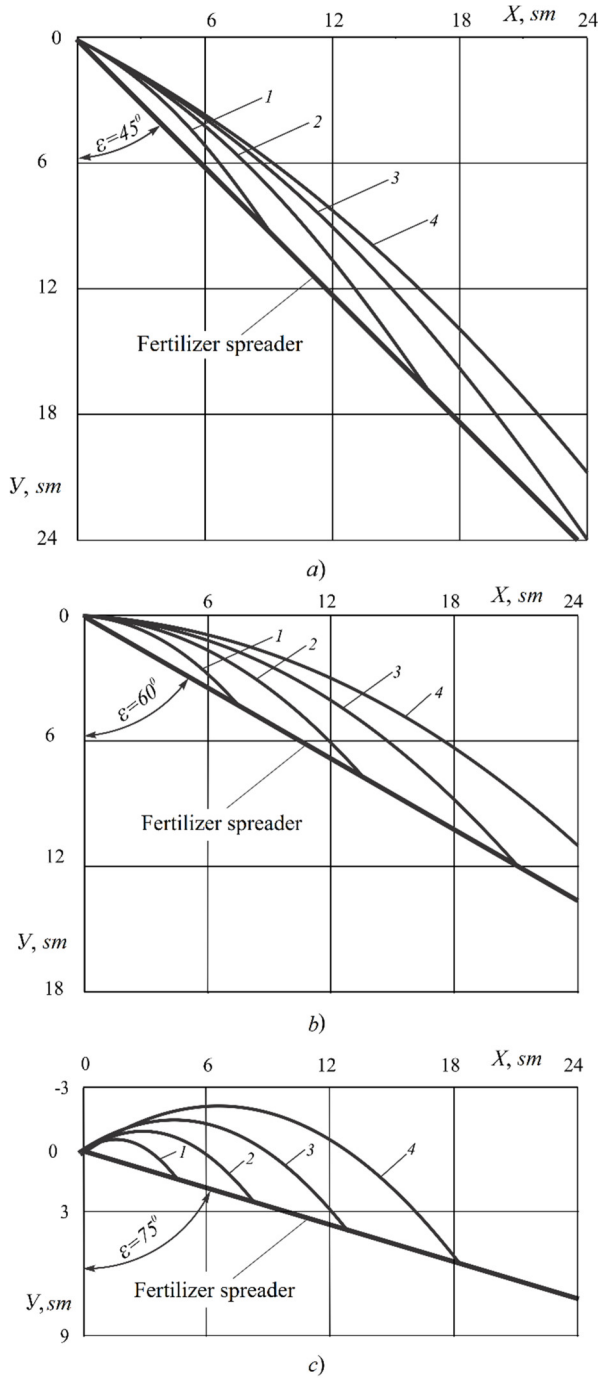 6 12 18 X, sm 24
0
ε=45⁰
1
2
6
3
4
12
Fertilizer spreader
18
У, sm
24
a)
0 6 12 X, sm 18 24
1
2
3
4
ε=60⁰
6
Fertilizer spreader
12
У, sm
18
b)
0 6 12 18 X, sm 24
-3
0
1
2
3
4
3
ε=75⁰
Fertilizer spreader
У, sm
9
c)